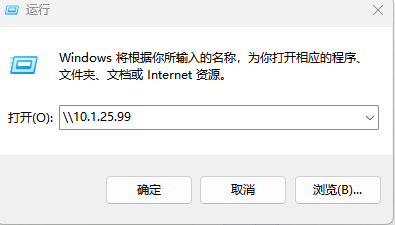 运行
Windows 将根据你所输入的名称，为你打开相应的程序、
文件夹、文档或 Internet 资源。
打开(O): \\10.1.25.99
确定 取消 浏览(B)...